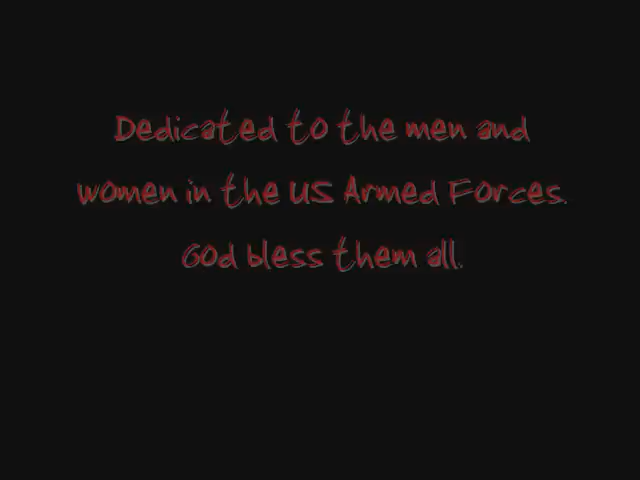 Dedicated to the men and
women in the US Armed Forces.
God bless them all.